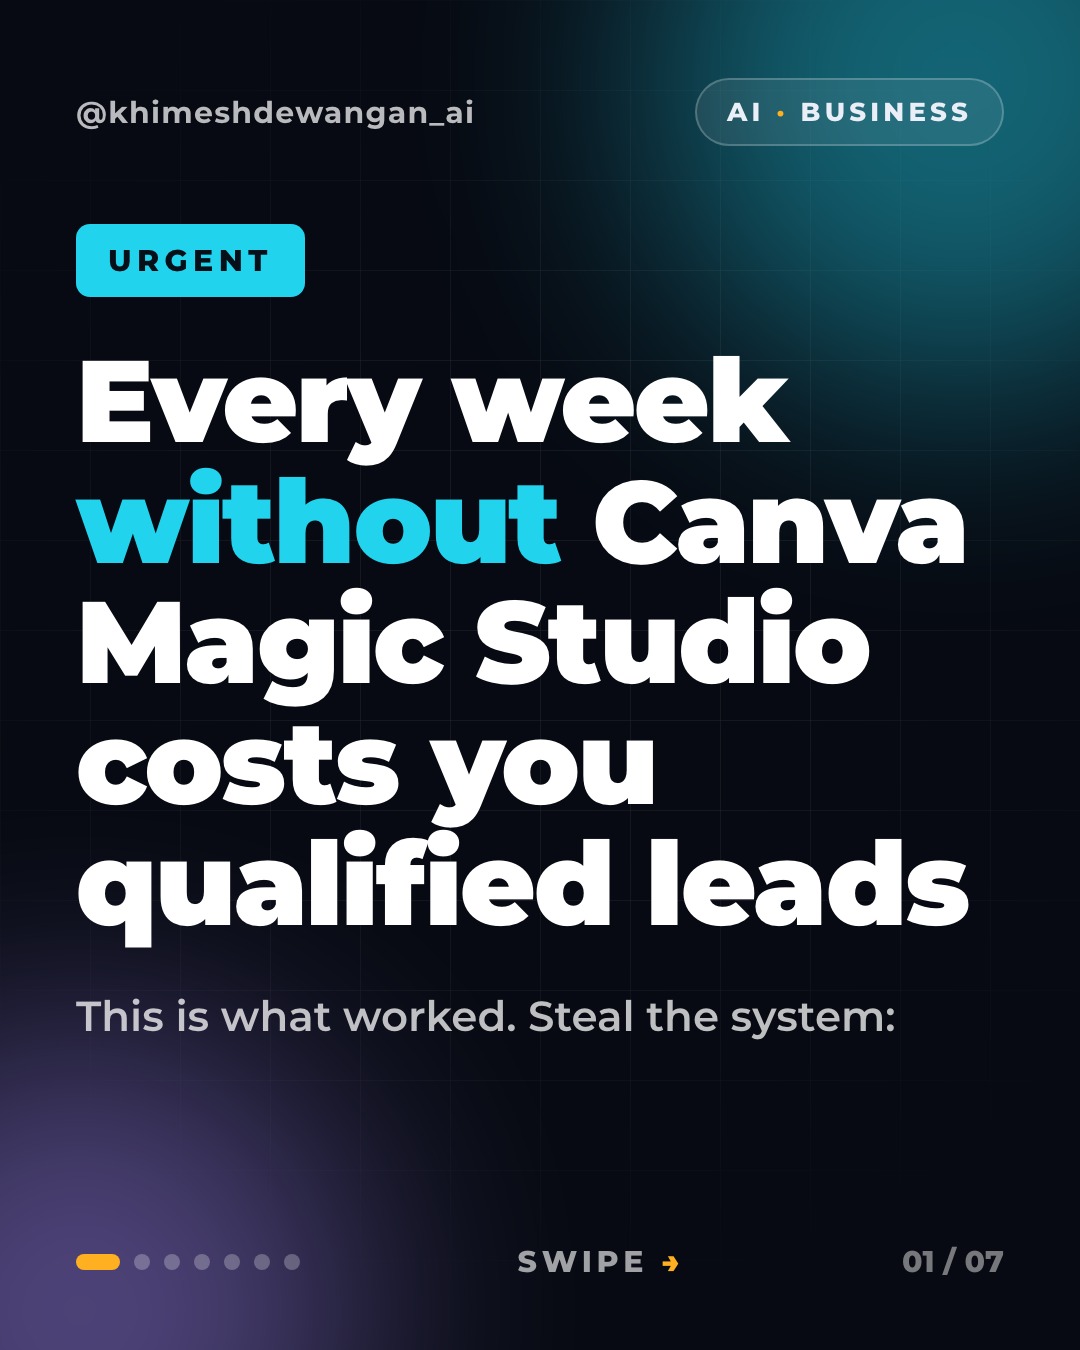 @khimeshdewangan_ai
AI · BUSINESS
URGENT
Every week
without Canva
Magic Studio
costs you
qualified leads
This is what worked. Steal the system:
SWIPE →
01 / 07